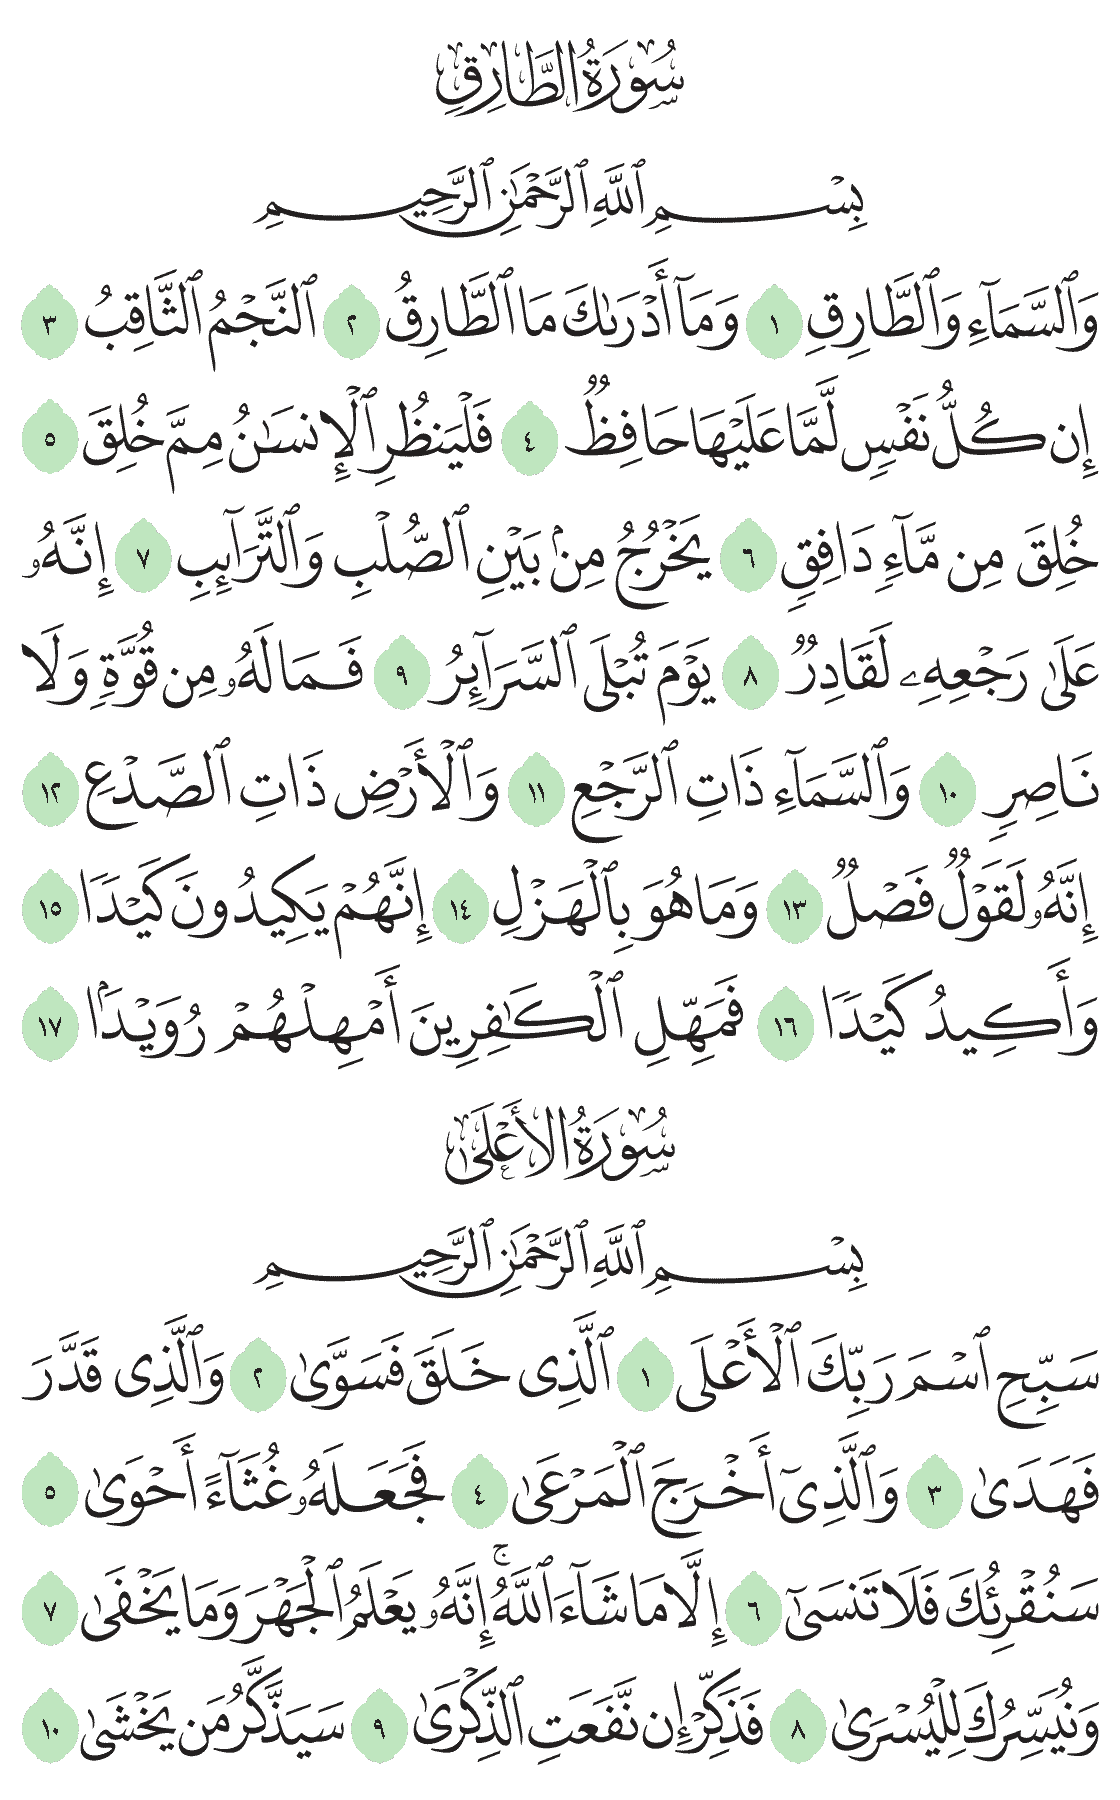 سُورَةُ الطَّارِقِ
بِسْمِ ٱللَّهِ ٱلرَّحْمَٰنِ ٱلرَّحِيمِ
وَٱلسَّمَآءِ وَٱلطَّارِقِ ١ وَمَآ أَدْرَىٰكَ مَا ٱلطَّارِقُ ٢ ٱلنَّجْمُ ٱلثَّاقِبُ ٣
إِن كُلُّ نَفْسٍ لَّمَّا عَلَيْهَا حَافِظٌ ٤ فَلْيَنظُرِ ٱلْإِنسَٰنُ مِمَّ خُلِقَ ٥
خُلِقَ مِن مَّآءٍ دَافِقٍ ٦ يَخْرُجُ مِنۢ بَيْنِ ٱلصُّلْبِ وَٱلتَّرَآئِبِ ٧ إِنَّهُۥ
عَلَىٰ رَجْعِهِۦ لَقَادِرٌ ٨ يَوْمَ تُبْلَى ٱلسَّرَآئِرُ ٩ فَمَا لَهُۥ مِن قُوَّةٍ وَلَا
نَاصِرٍ ١٠ وَٱلسَّمَآءِ ذَاتِ ٱلرَّجْعِ ١١ وَٱلْأَرْضِ ذَاتِ ٱلصَّدْعِ ١٢
إِنَّهُۥ لَقَوْلٌ فَصْلٌ ١٣ وَمَا هُوَ بِٱلْهَزْلِ ١٤ إِنَّهُمْ يَكِيدُونَ كَيْدًا ١٥
وَأَكِيدُ كَيْدًا ١٦ فَمَهِّلِ ٱلْكَٰفِرِينَ أَمْهِلْهُمْ رُوَيْدًۢا ١٧
سُورَةُ الْأَعْلَىٰ
بِسْمِ ٱللَّهِ ٱلرَّحْمَٰنِ ٱلرَّحِيمِ
سَبِّحِ ٱسْمَ رَبِّكَ ٱلْأَعْلَى ١ ٱلَّذِى خَلَقَ فَسَوَّىٰ ٢ وَٱلَّذِى قَدَّرَ
فَهَدَىٰ ٣ وَٱلَّذِىٓ أَخْرَجَ ٱلْمَرْعَىٰ ٤ فَجَعَلَهُۥ غُثَآءً أَحْوَىٰ ٥
سَنُقْرِئُكَ فَلَا تَنسَىٰٓ ٦ إِلَّا مَا شَآءَ ٱللَّهُ ۚ إِنَّهُۥ يَعْلَمُ ٱلْجَهْرَ وَمَا يَخْفَىٰ ٧
وَنُيَسِّرُكَ لِلْيُسْرَىٰ ٨ فَذَكِّرْ إِن نَّفَعَتِ ٱلذِّكْرَىٰ ٩ سَيَذَّكَّرُ مَن يَخْشَىٰ ١٠